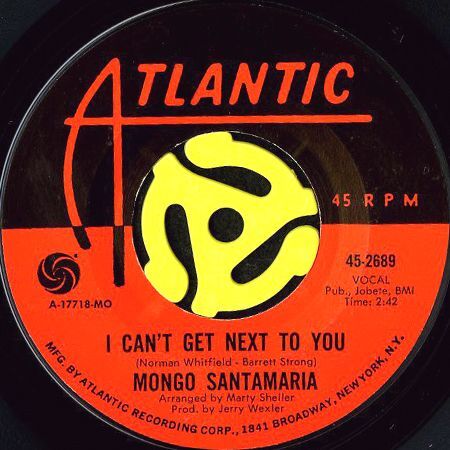 ATLANTIC
45 RPM
45-2689
VOCAL
Pub., Jobete, BMI
Time: 2:42
A-17718-MO
I CAN'T GET NEXT TO YOU
(Norman Whitfield - Barrett Strong)
MONGO SANTAMARIA
Arranged by Marty Sheller
Prod. by Jerry Wexler
MFG. BY ATLANTIC RECORDING CORP., 1841 BROADWAY, NEW YORK, N.Y.